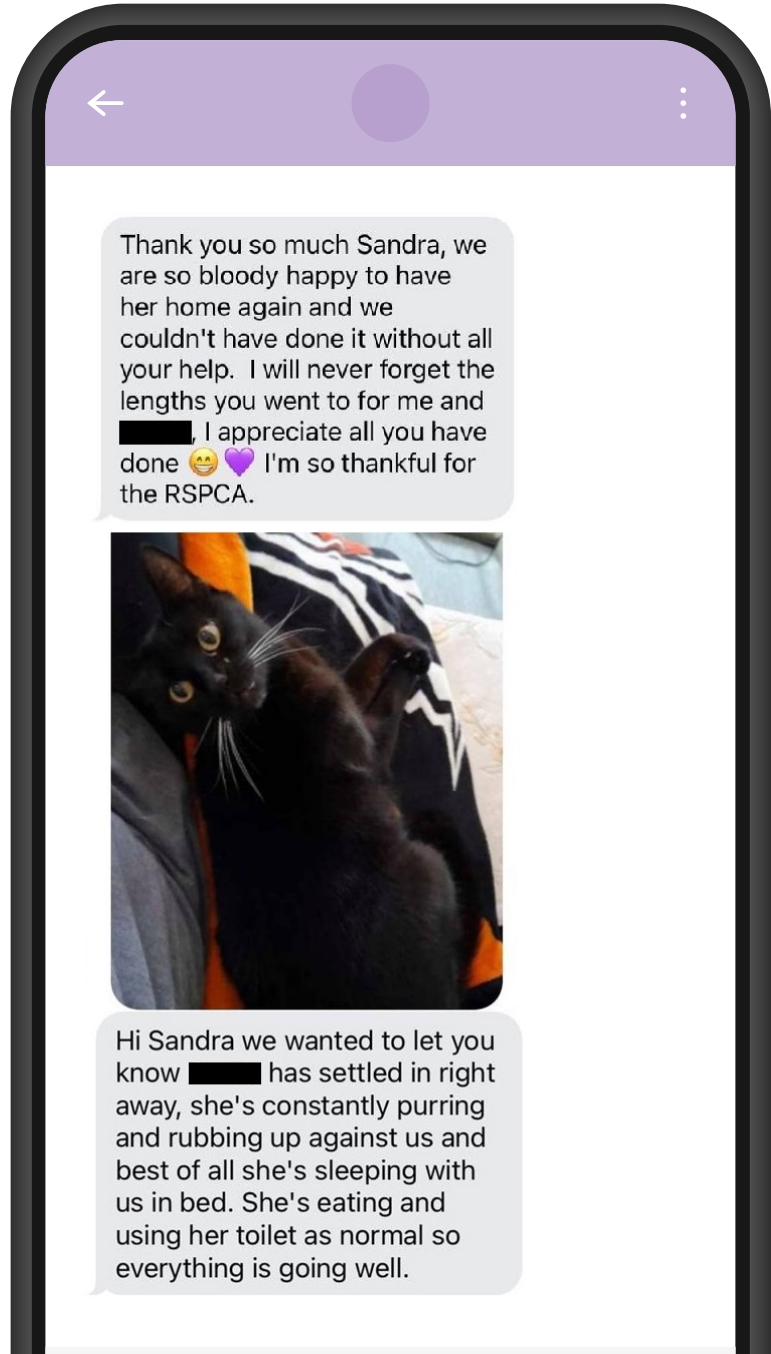 Thank you so much Sandra, we
are so bloody happy to have
her home again and we
couldn't have done it without all
your help.  I will never forget the
lengths you went to for me and
, I appreciate all you have
done 😁💜 I'm so thankful for
the RSPCA.
Hi Sandra we wanted to let you
know has settled in right
away, she's constantly purring
and rubbing up against us and
best of all she's sleeping with
us in bed. She's eating and
using her toilet as normal so
everything is going well.